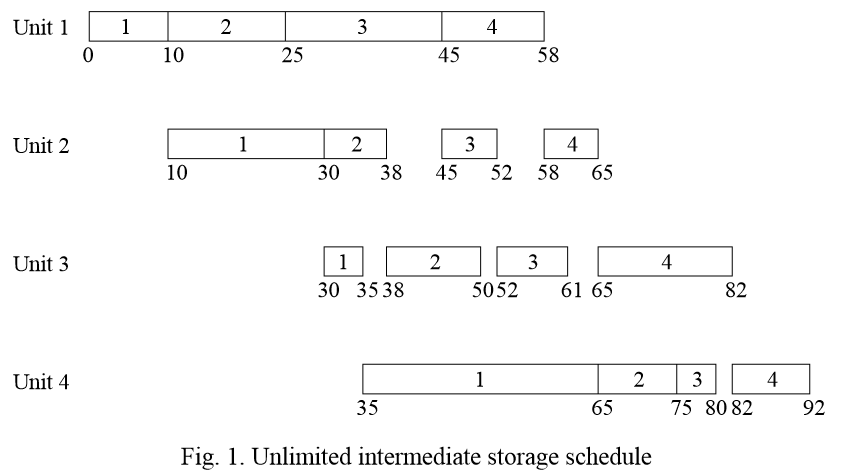 Unit 1 1 2 3 4
0 10 25 45 58
Unit 2 1 2 3 4
10 30 38 45 52 58 65
Unit 3 1 2 3 4
30 35 38 50 52 61 65 82
Unit 4 1 2 3 4
35 65 75 80 82 92
Fig. 1. Unlimited intermediate storage schedule